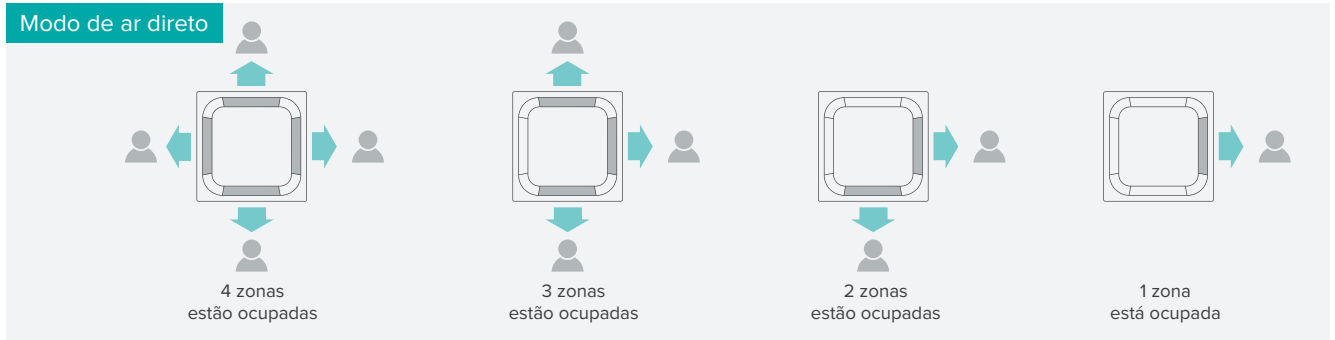 Modo de ar direto
4 zonas
estão ocupadas
3 zonas
estão ocupadas
2 zonas
estão ocupadas
1 zona
está ocupada